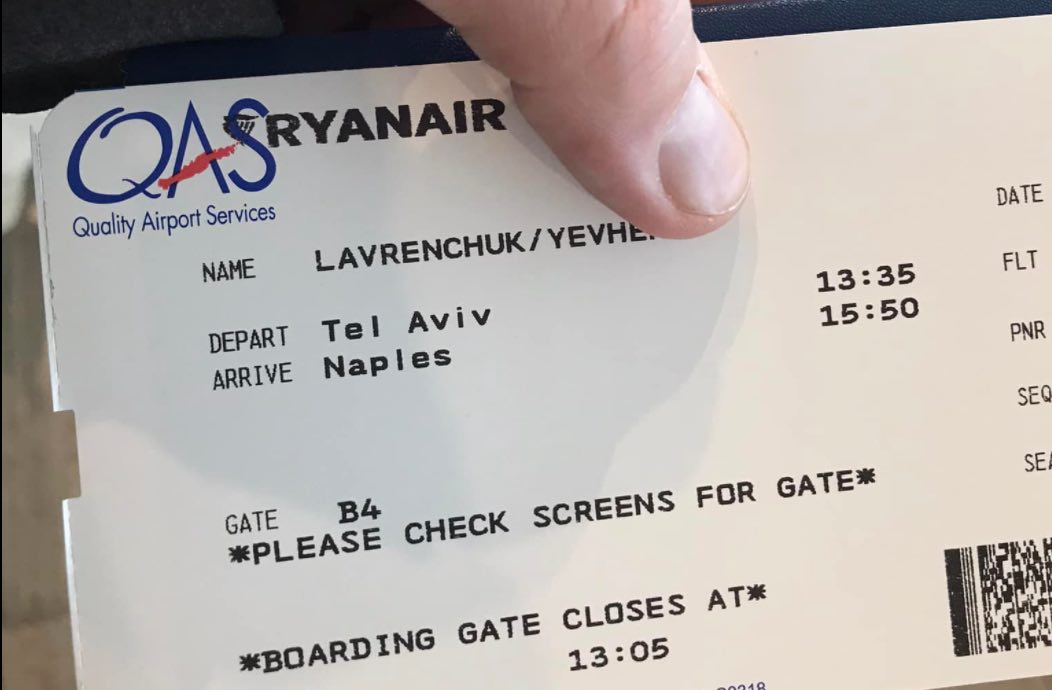 QAS RYANAIR
Quality Airport Services
DATE
NAME LAVRENCHUK/YEVHE
FLT
DEPART Tel Aviv 13:35
ARRIVE Naples 15:50
PNR
SEQ
GATE B4
*PLEASE CHECK SCREENS FOR GATE*
*BOARDING GATE CLOSES AT*
13:05